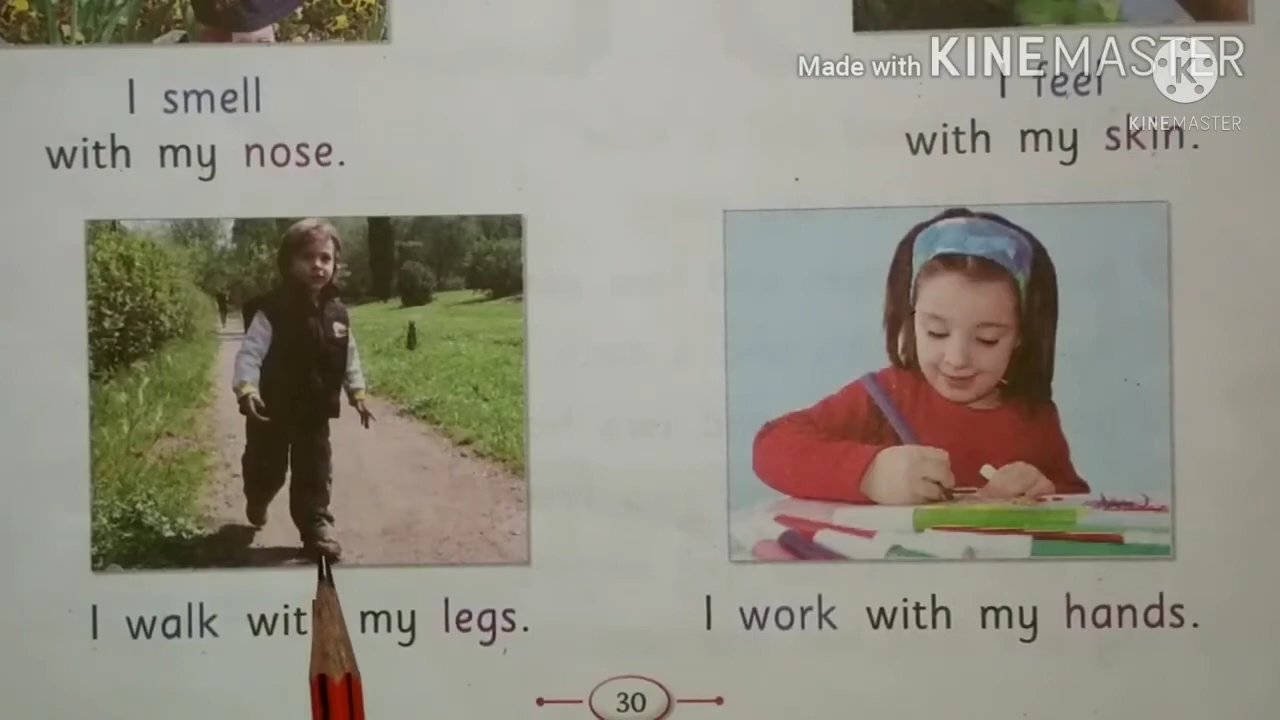 Made with KINEMASTER
KINEMASTER
I smell
with my nose.
I feel
with my skin.
I walk with my legs.
I work with my hands.
30